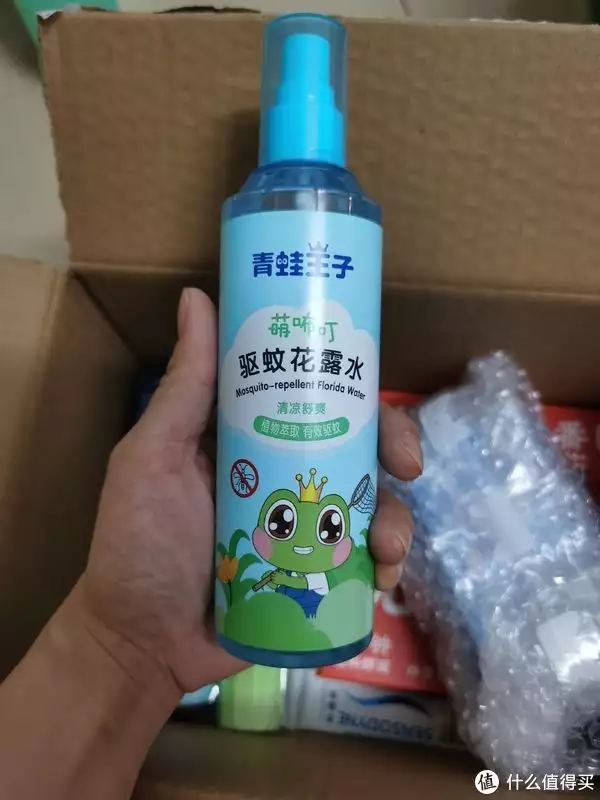 青蛙王子
萌咘叮
驱蚊花露水
Mosquito-repellent Florida Water
清凉舒爽
植物萃取 有效驱蚊
SENSODYNE
值 什么值得买